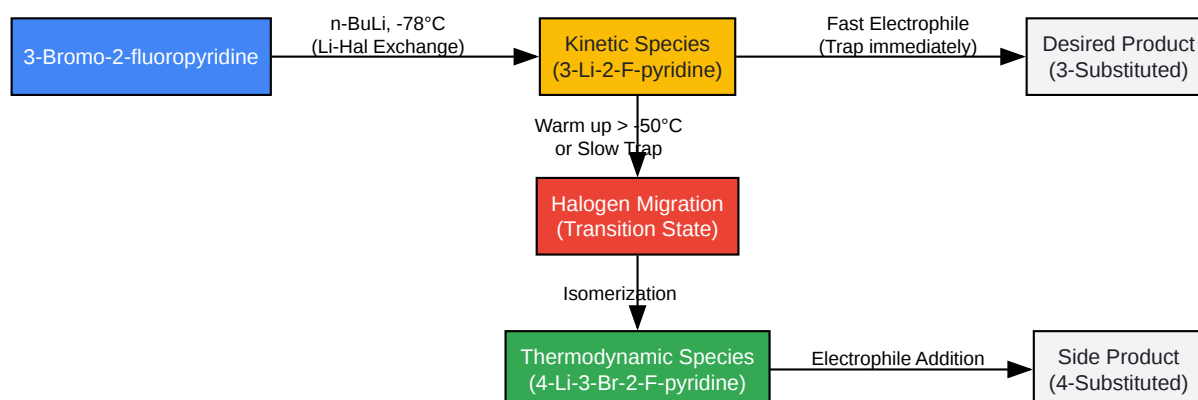 3-Bromo-2-fluoropyridine
n-BuLi, -78°C
(Li-Hal Exchange)
Kinetic Species
(3-Li-2-F-pyridine)
Fast Electrophile
(Trap immediately)
Desired Product
(3-Substituted)
Warm up > -50°C
or Slow Trap
Halogen Migration
(Transition State)
Isomerization
Thermodynamic Species
(4-Li-3-Br-2-F-pyridine)
Electrophile Addition
Side Product
(4-Substituted)